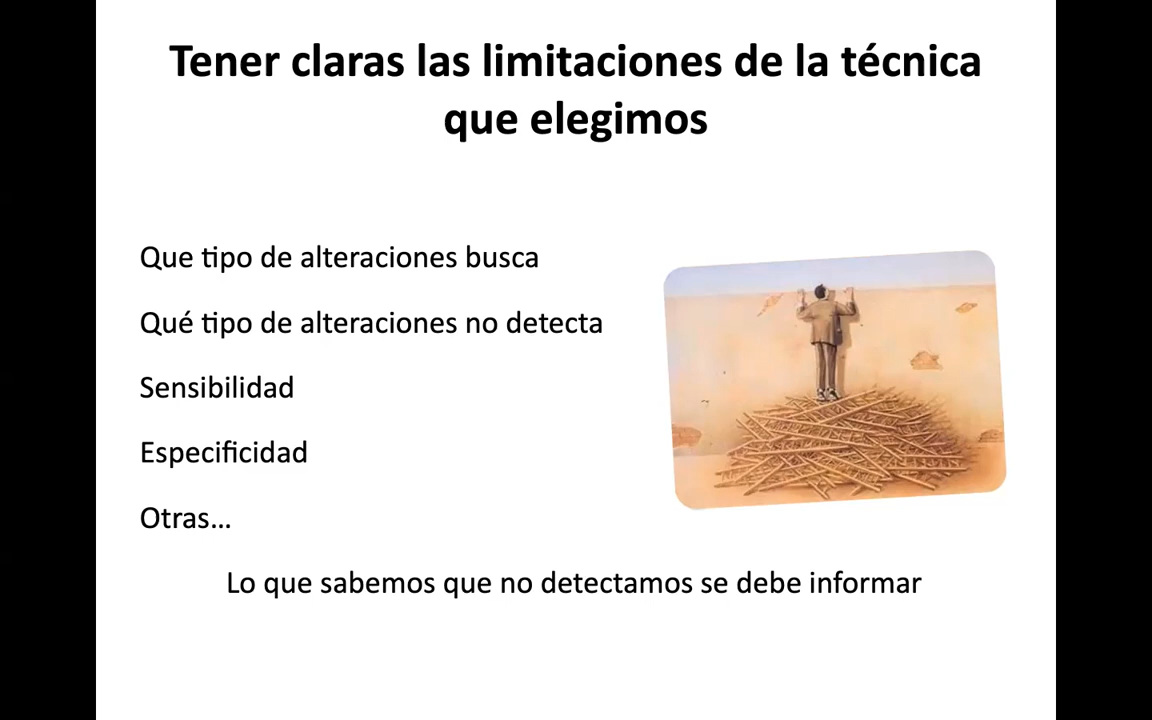 Tener claras las limitaciones de la técnica
que elegimos
Que tipo de alteraciones busca
Qué tipo de alteraciones no detecta
Sensibilidad
Especificidad
Otras...
Lo que sabemos que no detectamos se debe informar